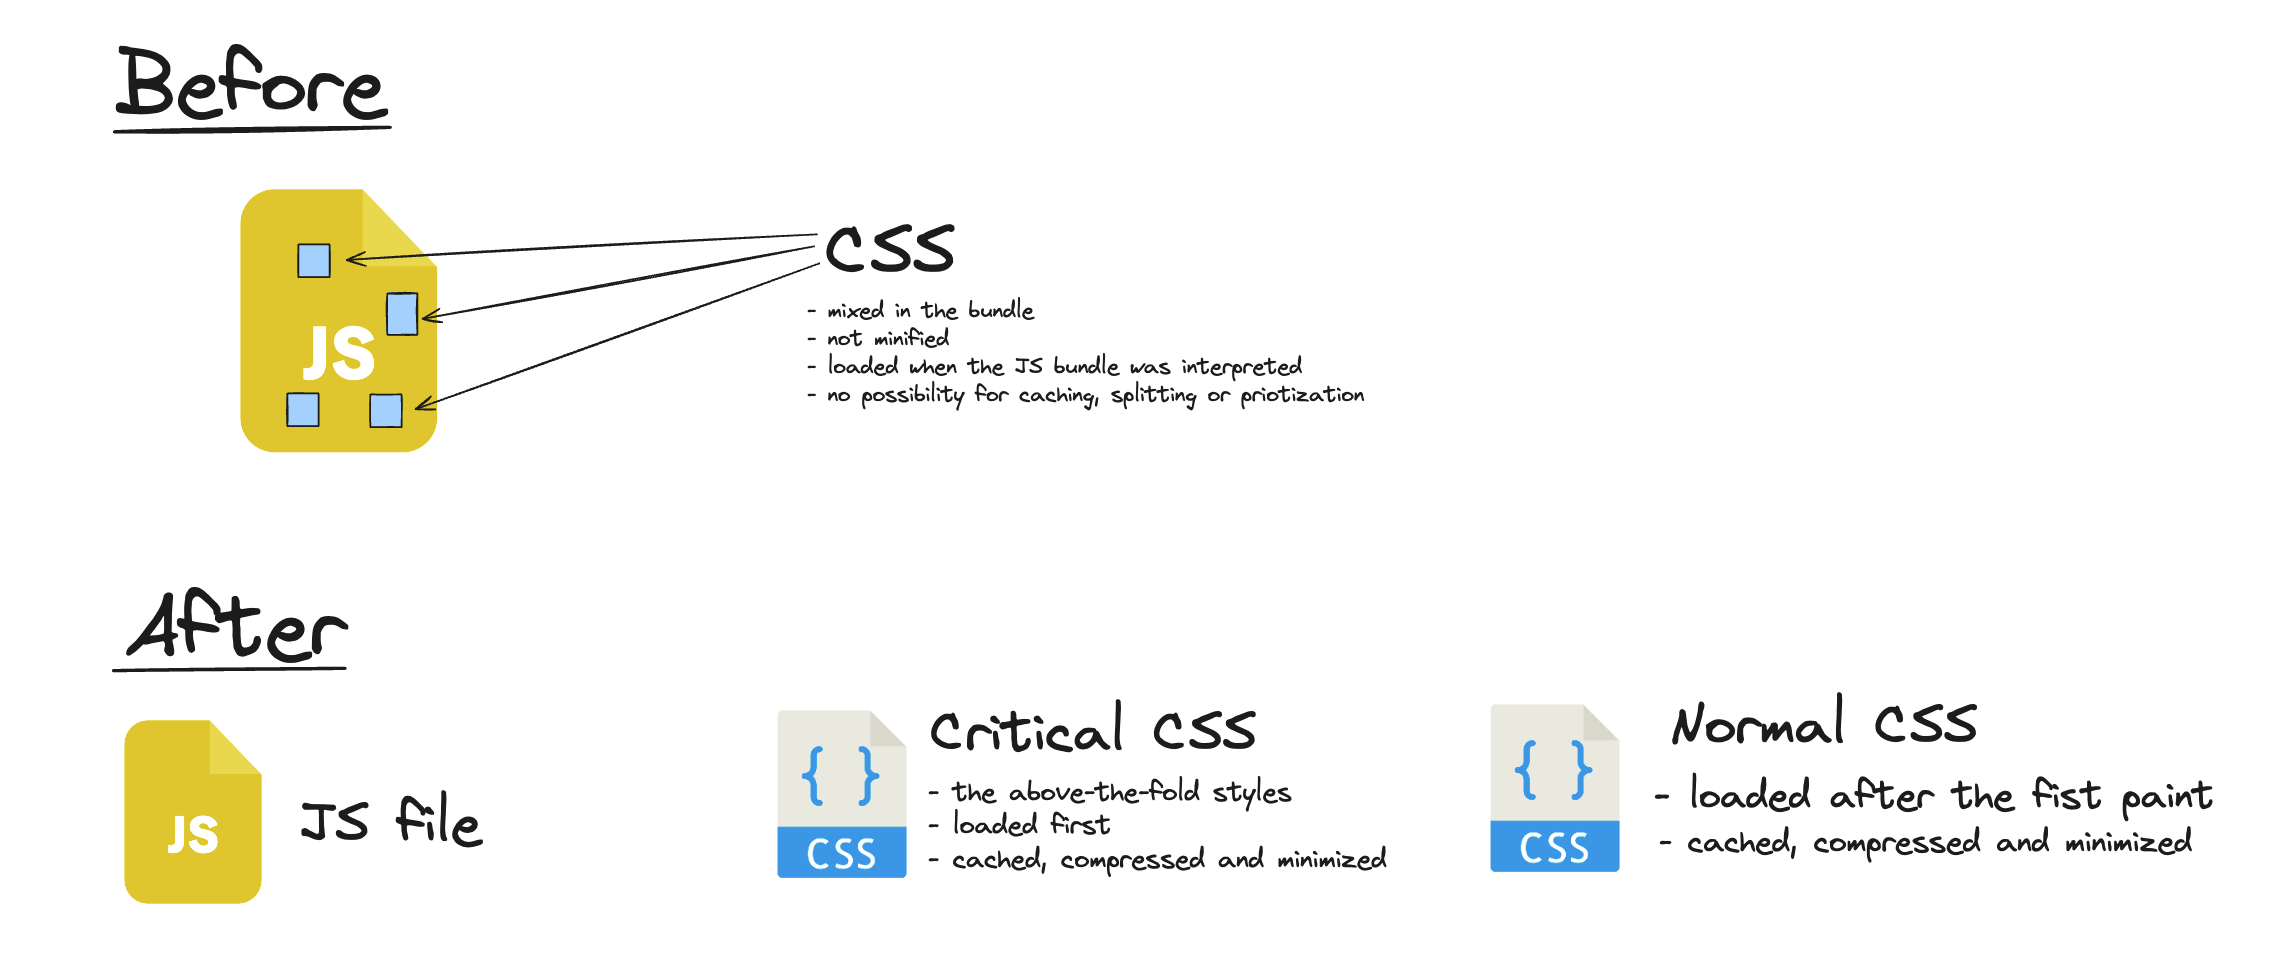 Before
JS
CSS
- mixed in the bundle
- not minified
- loaded when the JS bundle was interpreted
- no possibility for caching, splitting or priotization
After
JS
JS file
{ }
CSS
Critical CSS
- the above-the-fold styles
- loaded first
- cached, compressed and minimized
{ }
CSS
Normal CSS
- loaded after the fist paint
- cached, compressed and minimized